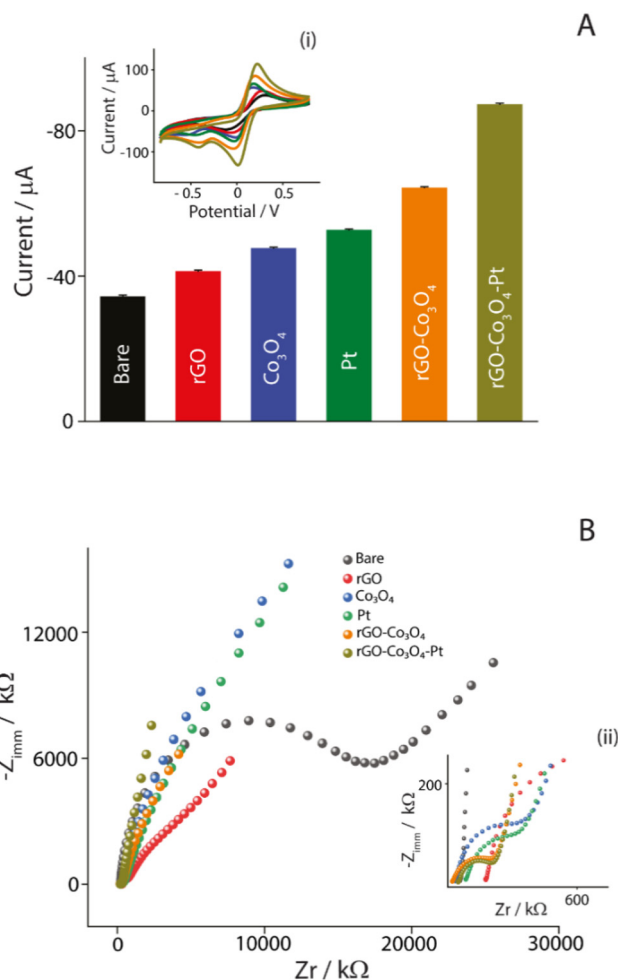 A
(i)
100
0
-100
Current / μA
- 0.5
0
0.5
Potential / V
-80
-40
0
Current / μA
Bare
rGO
Co₃O₄
Pt
rGO-Co₃O₄
rGO-Co₃O₄-Pt
B
Bare
rGO
Co₃O₄
Pt
rGO-Co₃O₄
rGO-Co₃O₄-Pt
12000
6000
0
-Zimm / kΩ
(ii)
200
-Zimm / kΩ
600
Zr / kΩ
0
10000
20000
30000
Zr / kΩ